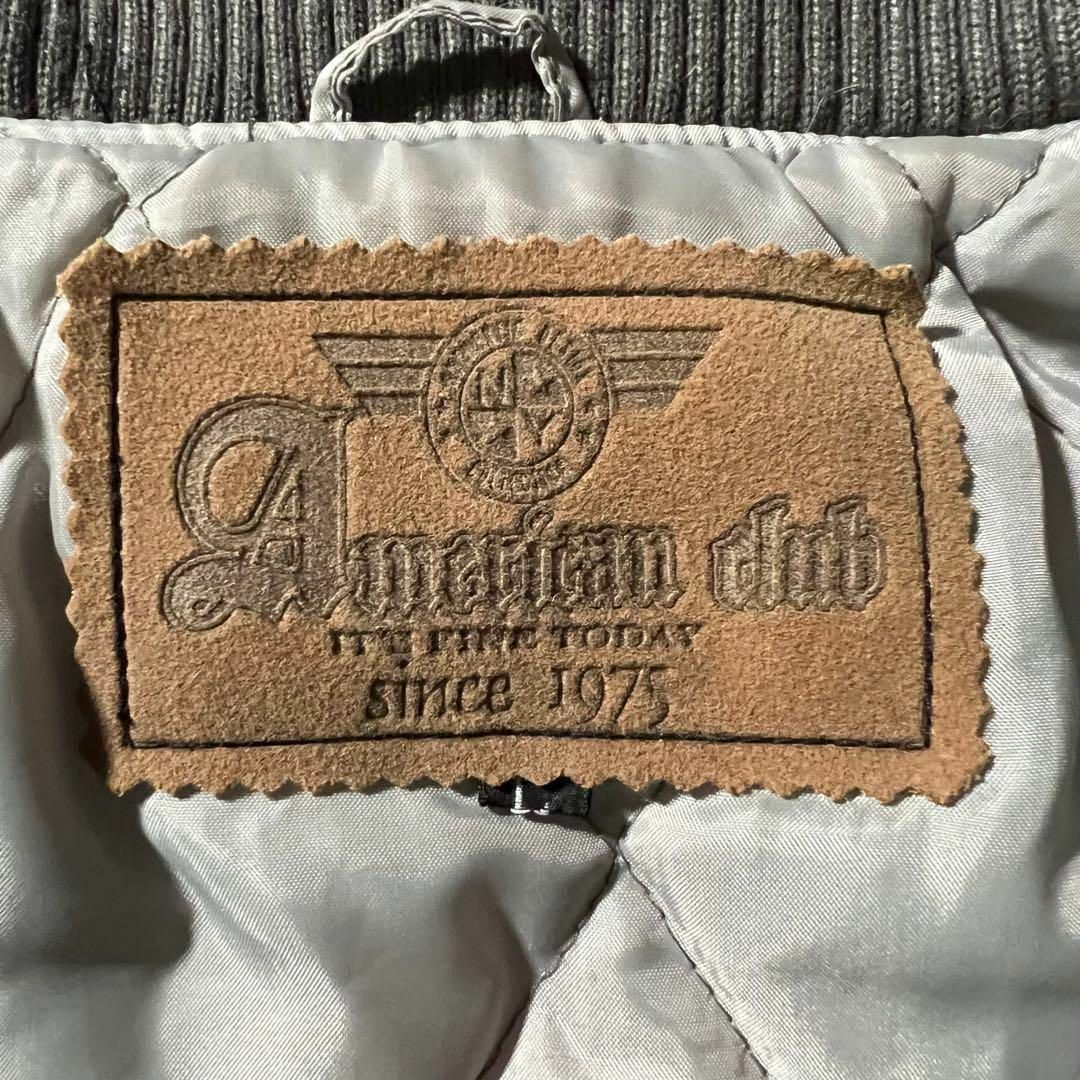 American club
IT'S FINE TODAY
since 1975